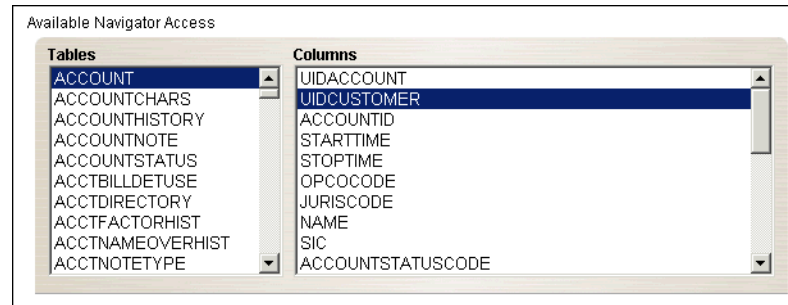 Available Navigator Access
Tables
ACCOUNT
ACCOUNTCHARS
ACCOUNTHISTORY
ACCOUNTNOTE
ACCOUNTSTATUS
ACCTBILLDETUSE
ACCTDIRECTORY
ACCTFACTORHIST
ACCTNAMEOVERHIST
ACCTNOTETYPE
Columns
UIDACCOUNT
UIDCUSTOMER
ACCOUNTID
STARTTIME
STOPTIME
OPCOCODE
JURISCODE
NAME
SIC
ACCOUNTSTATUSCODE